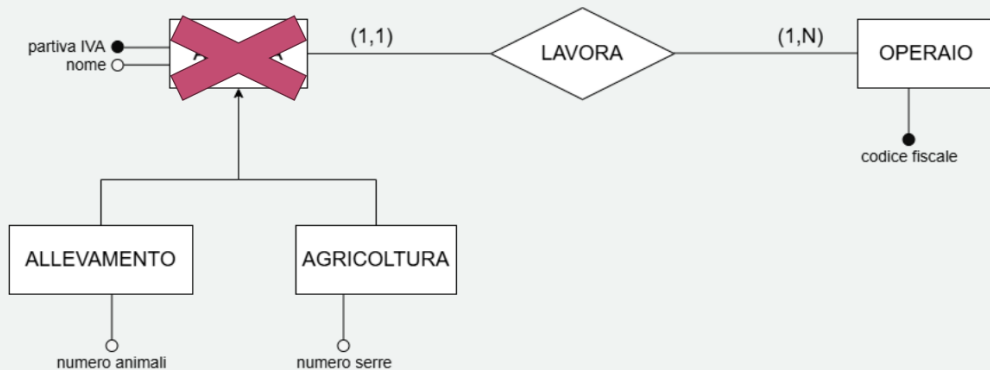 partiva IVA
nome
(1,1)
LAVORA
(1,N)
OPERAIO
codice fiscale
ALLEVAMENTO
AGRICOLTURA
numero animali
numero serre